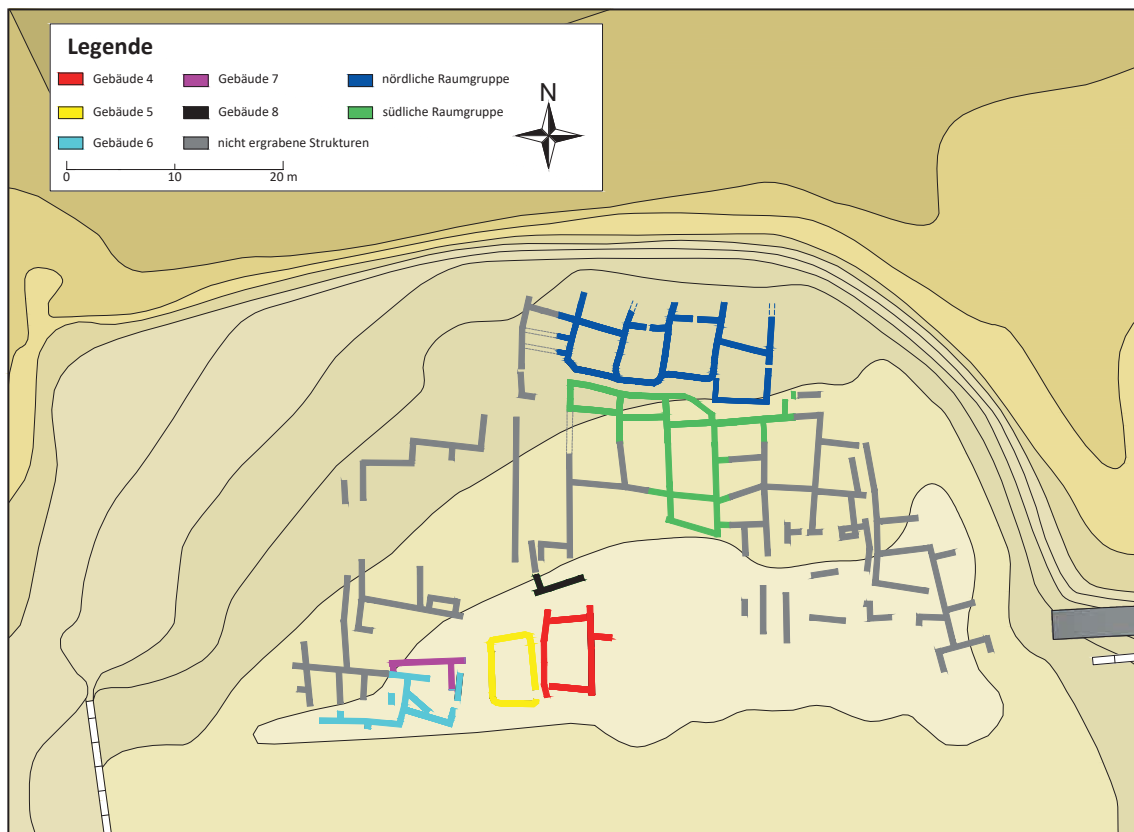 Legende
Gebäude 4
Gebäude 7
nördliche Raumgruppe
Gebäude 5
Gebäude 8
südliche Raumgruppe
Gebäude 6
nicht ergrabene Strukturen
N
0 10 20 m